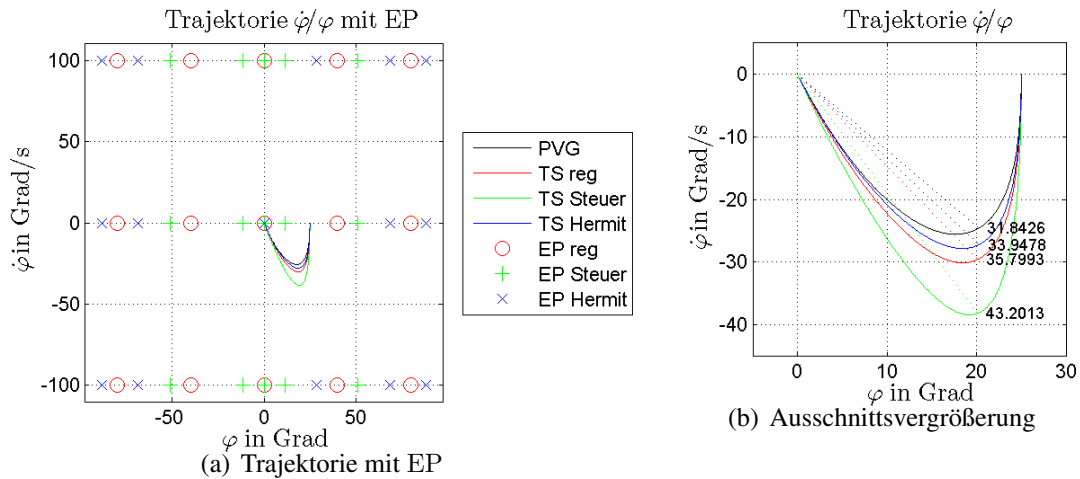 Trajektorie φ̇/φ mit EP
100
50
0
-50
-100
φ̇ in Grad/s
-50 0 50
φ in Grad
(a) Trajektorie mit EP
PVG
TS reg
TS Steuer
TS Hermit
EP reg
EP Steuer
EP Hermit
Trajektorie φ̇/φ
0
-10
-20
-30
-40
φ̇ in Grad/s
31.8426
33.9478
35.7993
43.2013
0 10 20 30
φ in Grad
(b) Ausschnittsvergrößerung